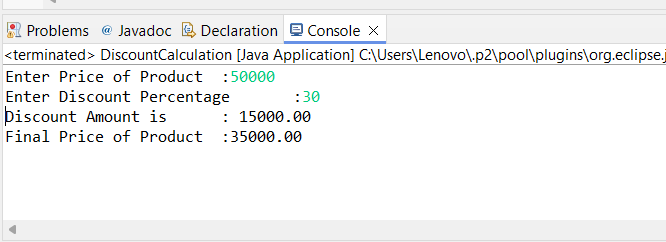 Problems @ Javadoc Declaration Console
<terminated> DiscountCalculation [Java Application] C:\Users\Lenovo\.p2\pool\plugins\org.eclipse.j
Enter Price of Product  :50000
Enter Discount Percentage       :30
Discount Amount is      : 15000.00
Final Price of Product  :35000.00